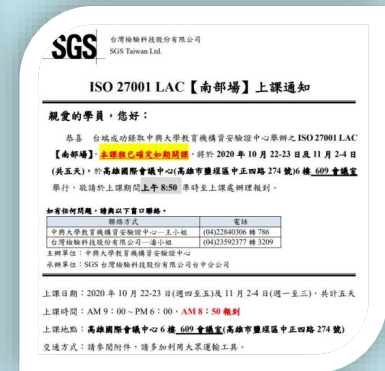 SGS
台灣檢驗科技股份有限公司
SGS Taiwan Ltd.
ISO 27001 LAC【南部場】上課通知
親愛的學員，您好：
恭喜 台端成功錄取中興大學教育機構資安驗證中心舉辦之 ISO 27001 LAC
【南部場】，本課程已確定如期開課，將於 2020 年 10 月 22-23 日及 11 月 2-4 日
(共五天)，於高雄國際會議中心(高雄市鹽埕區中正四路 274 號)6 樓 609 會議室
舉行，敬請於上課期間上午 8:50 準時至上課處辦理報到。
如有任何問題，請與以下窗口聯絡。
聯絡方式 電話
中興大學教育機構資安驗證中心—王小姐 (04)22840306 轉 786
台灣檢驗科技股份有限公司—潘小姐 (04)23592377 轉 3209
主辦單位：中興大學教育機構資安驗證中心
承辦單位：SGS 台灣檢驗科技股份有限公司台中分公司
上課日期：2020 年 10 月 22-23 日(週四至五)及 11 月 2-4 日(週一至三)，共計五天
上課時間：AM 9：00 ~ PM 6：00，AM 8：50 報到
上課地點：高雄國際會議中心 6 樓 609 會議室(高雄市鹽埕區中正四路 274 號)
交通方式：請參閱附件，請多加利用大眾運輸工具。